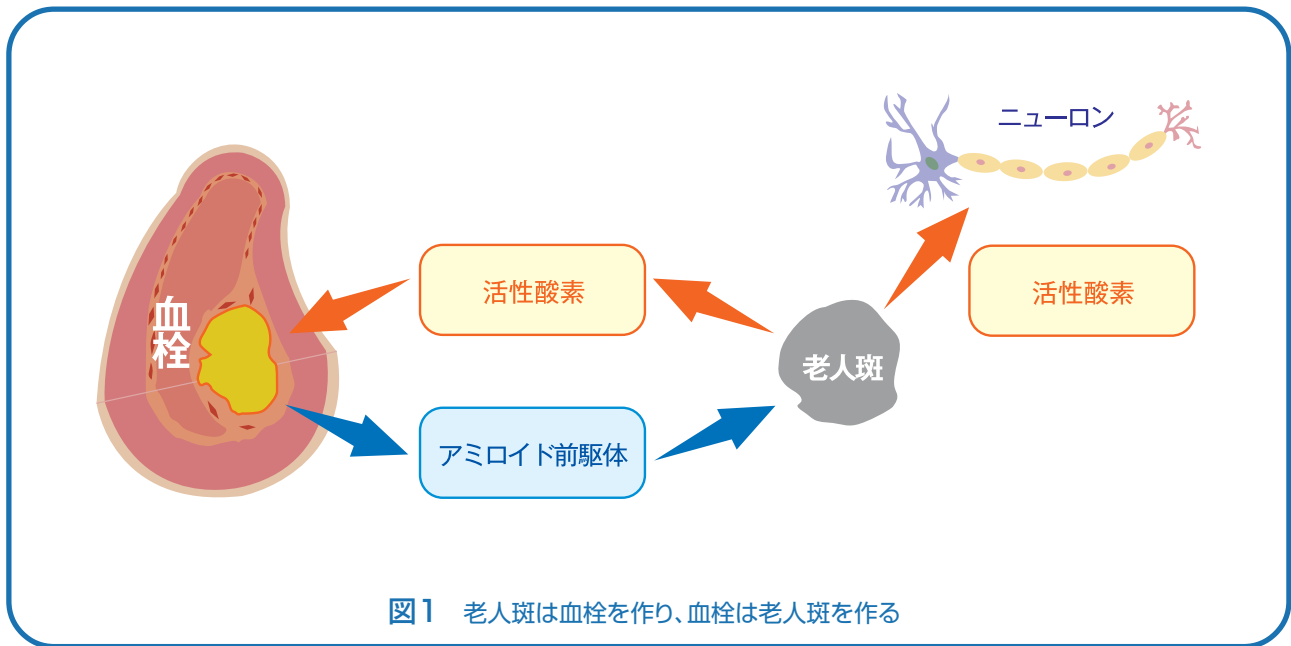 ニューロン
活性酸素
活性酸素
血栓
老人斑
アミロイド前駆体
図1 老人斑は血栓を作り、血栓は老人斑を作る